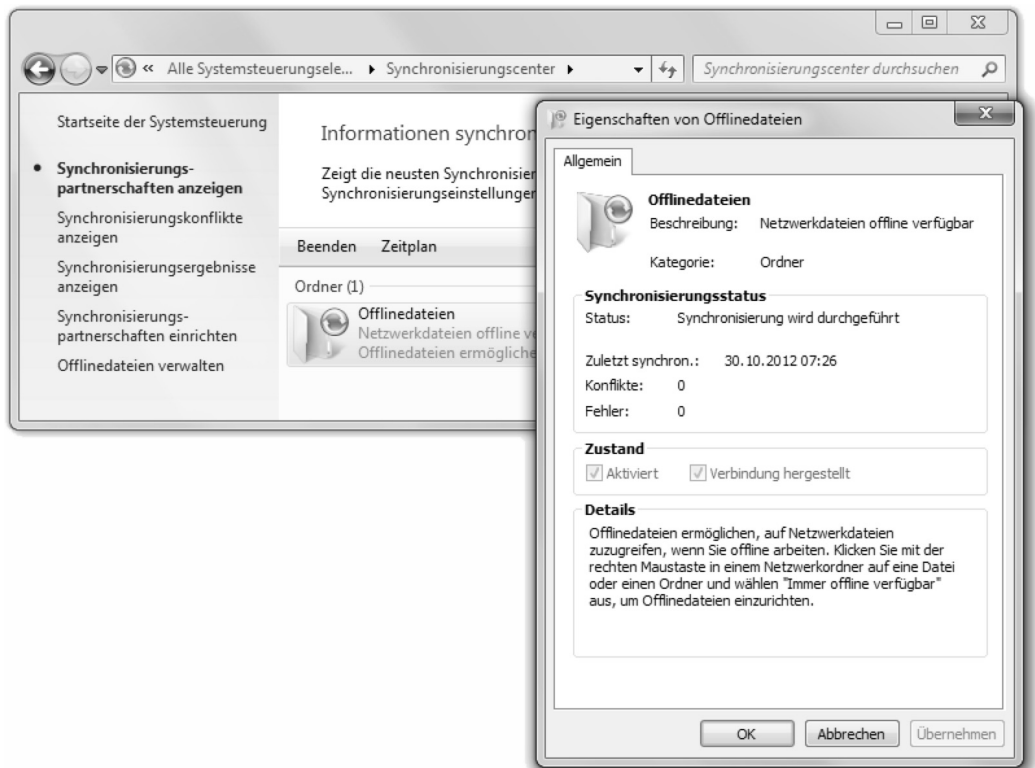 « Alle Systemsteuerungsele... Synchronisierungscenter
Synchronisierungscenter durchsuchen
Startseite der Systemsteuerung
Synchronisierungs-
partnerschaften anzeigen
Synchronisierungskonflikte
anzeigen
Synchronisierungsergebnisse
anzeigen
Synchronisierungs-
partnerschaften einrichten
Offlinedateien verwalten
Informationen synchron
Zeigt die neusten Synchronisier
Synchronisierungseinstellunger
Beenden Zeitplan
Ordner (1)
Offlinedateien
Netzwerkdateien offline ve
Offlinedateien ermögliche
Eigenschaften von Offlinedateien
Allgemein
Offlinedateien
Beschreibung: Netzwerkdateien offline verfügbar
Kategorie: Ordner
Synchronisierungsstatus
Status: Synchronisierung wird durchgeführt
Zuletzt synchron.: 30.10.2012 07:26
Konflikte: 0
Fehler: 0
Zustand
Aktiviert Verbindung hergestellt
Details
Offlinedateien ermöglichen, auf Netzwerkdateien
zuzugreifen, wenn Sie offline arbeiten. Klicken Sie mit der
rechten Maustaste in einem Netzwerkordner auf eine Datei
oder einen Ordner und wählen "Immer offline verfügbar"
aus, um Offlinedateien einzurichten.
OK Abbrechen Übernehmen